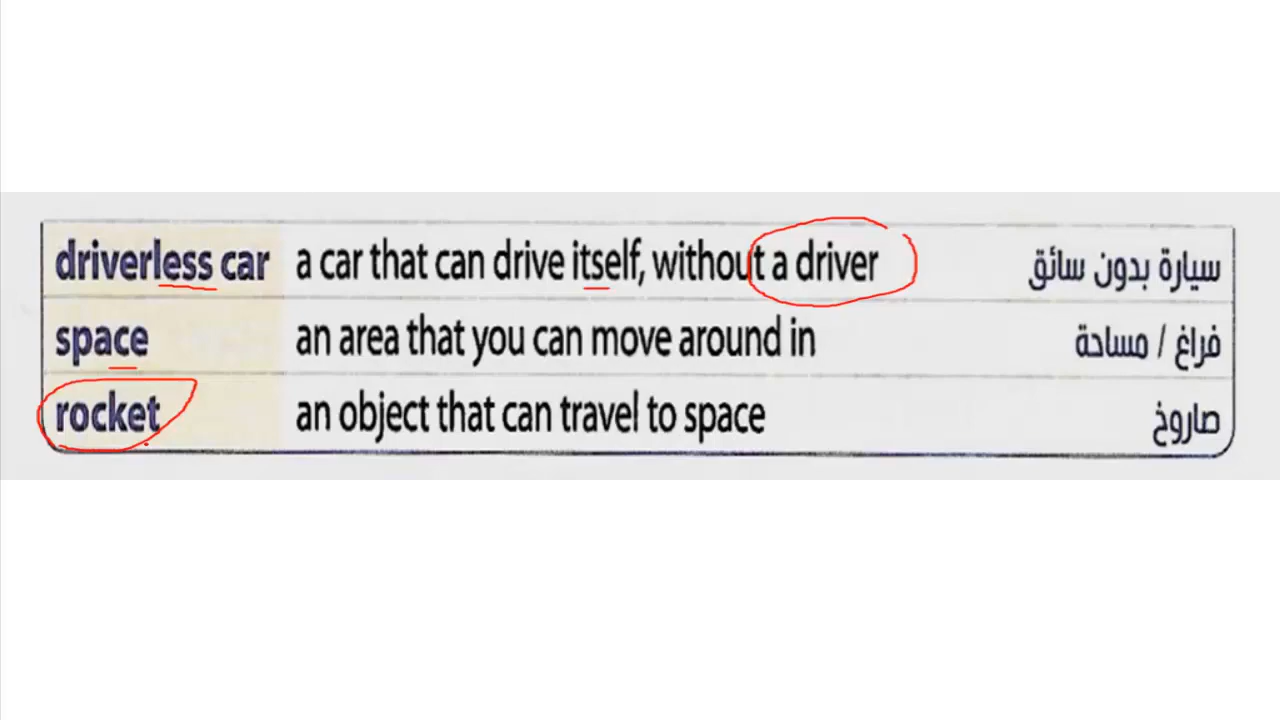 driverless car a car that can drive itself, without a driver سيارة بدون سائق
space an area that you can move around in فراغ / مساحة
rocket an object that can travel to space صاروخ